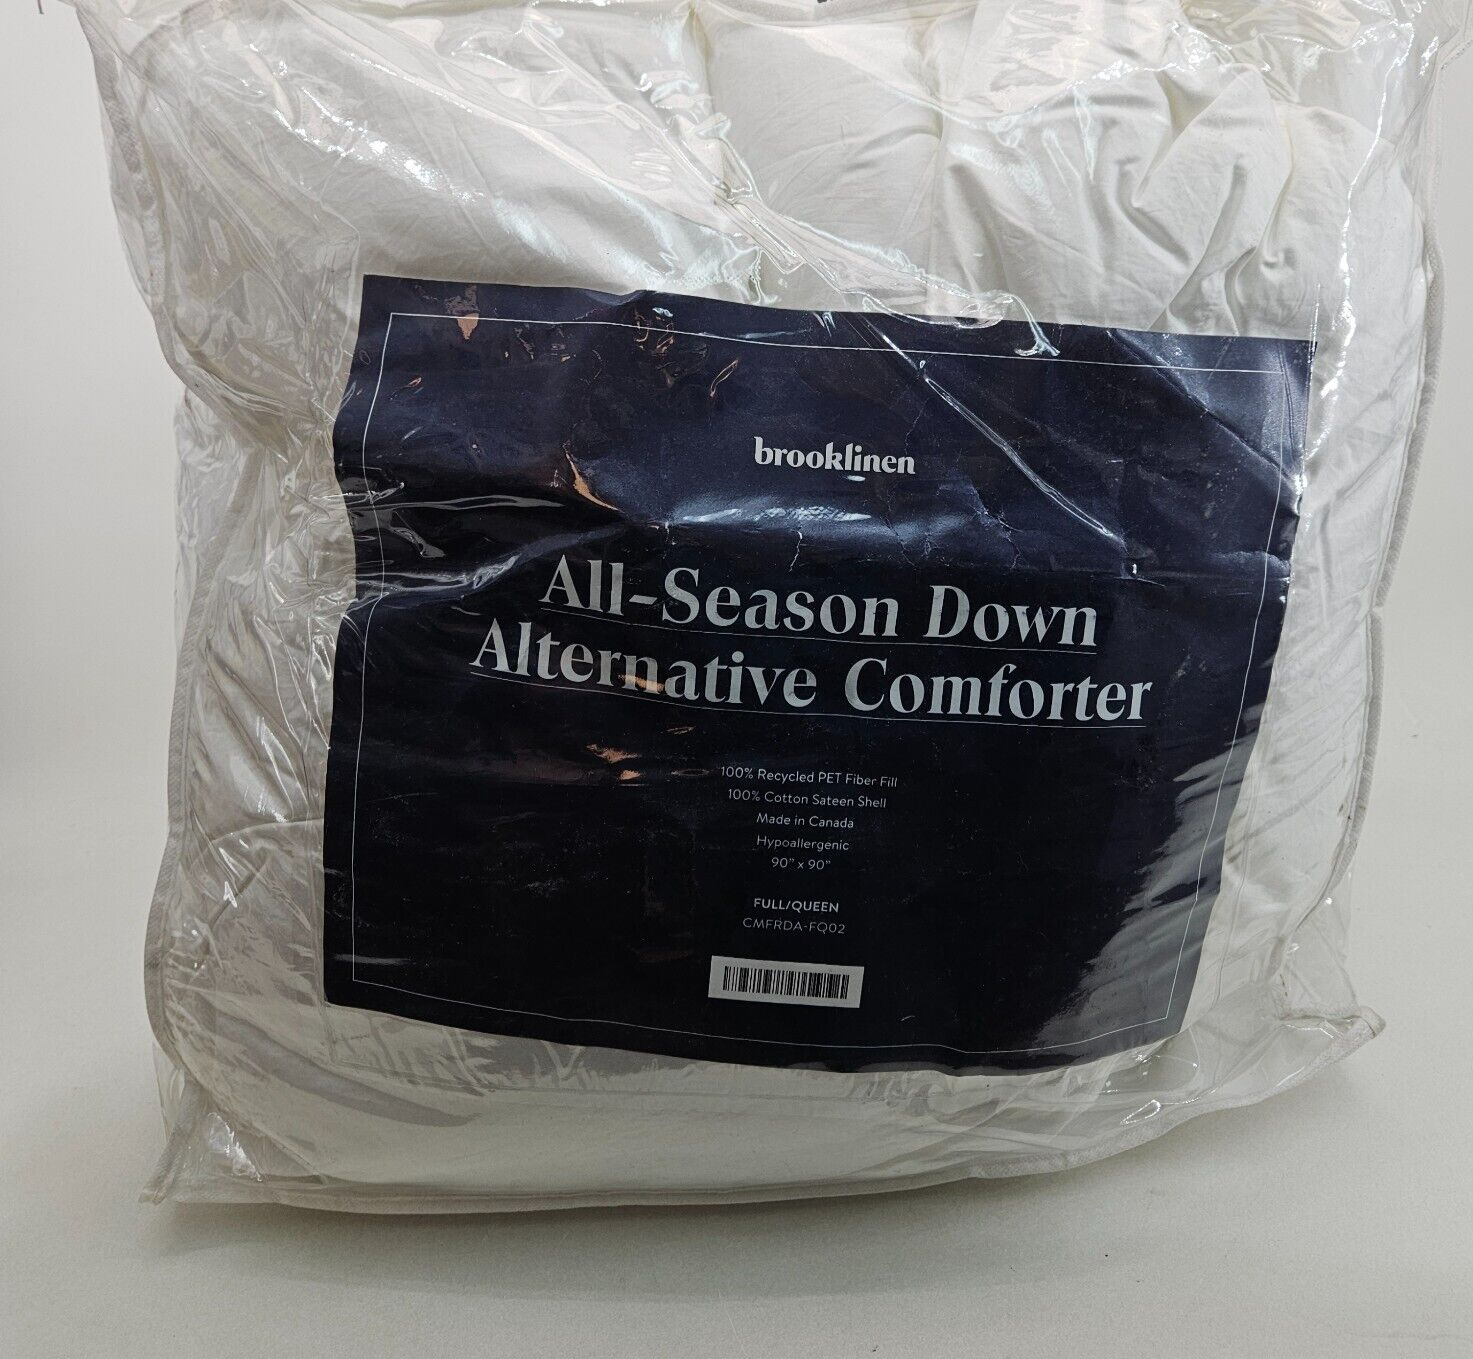 brooklinen
All-Season Down
Alternative Comforter
100% Recycled PET Fiber Fill
100% Cotton Sateen Shell
Made in Canada
Hypoallergenic
90” x 90”
FULL/QUEEN
CMFRDA-FQ02